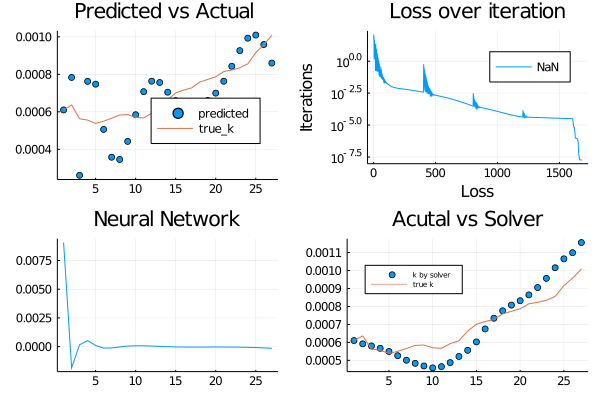 Predicted vs Actual
0.0010
0.0008
0.0006
0.0004
5 10 15 20 25
predicted
true_k
Loss over iteration
Iterations
10^0.0
10^-2.5
10^-5.0
10^-7.5
0 500 1000 1500
Loss
NaN
Neural Network
0.0075
0.0050
0.0025
0.0000
5 10 15 20 25
Acutal vs Solver
0.0011
0.0010
0.0009
0.0008
0.0007
0.0006
0.0005
5 10 15 20 25
k by solver
true k